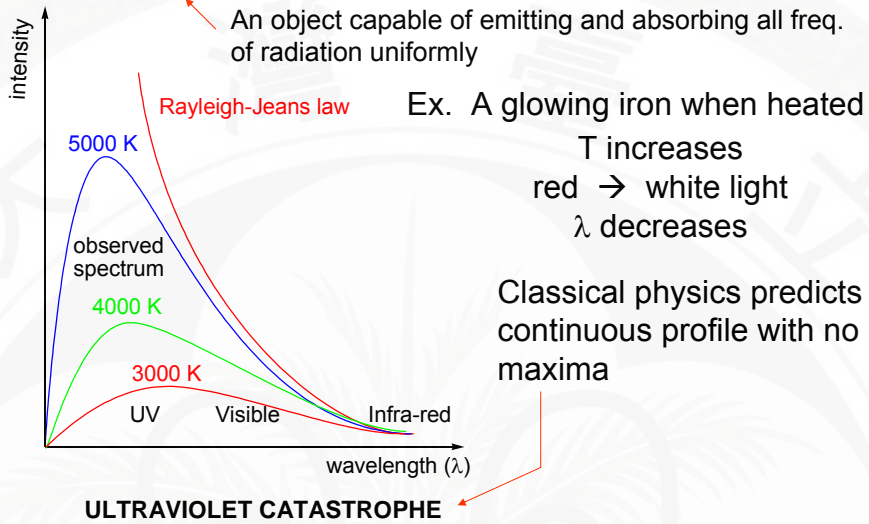 An object capable of emitting and absorbing all freq.
of radiation uniformly
intensity
Rayleigh-Jeans law
Ex. A glowing iron when heated
T increases
red → white light
λ decreases
5000 K
observed
spectrum
4000 K
3000 K
UV Visible Infra-red
wavelength (λ)
Classical physics predicts
continuous profile with no
maxima
ULTRAVIOLET CATASTROPHE